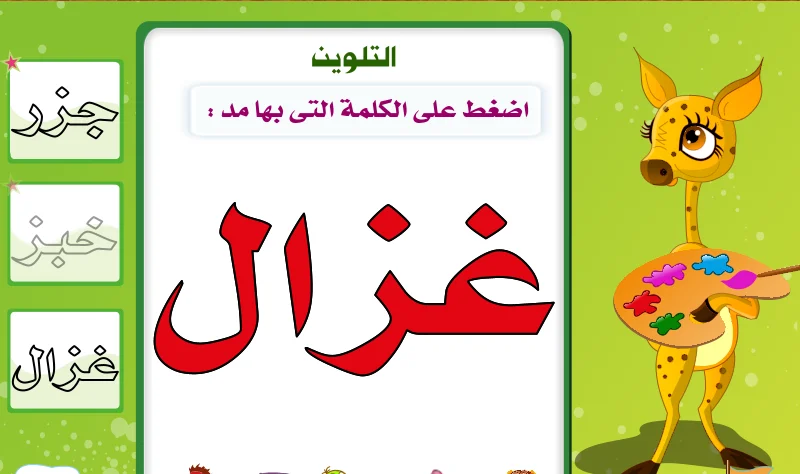 التلوين
اضغط على الكلمة التى بها مد :
غزال
جزر
خبز
غزال